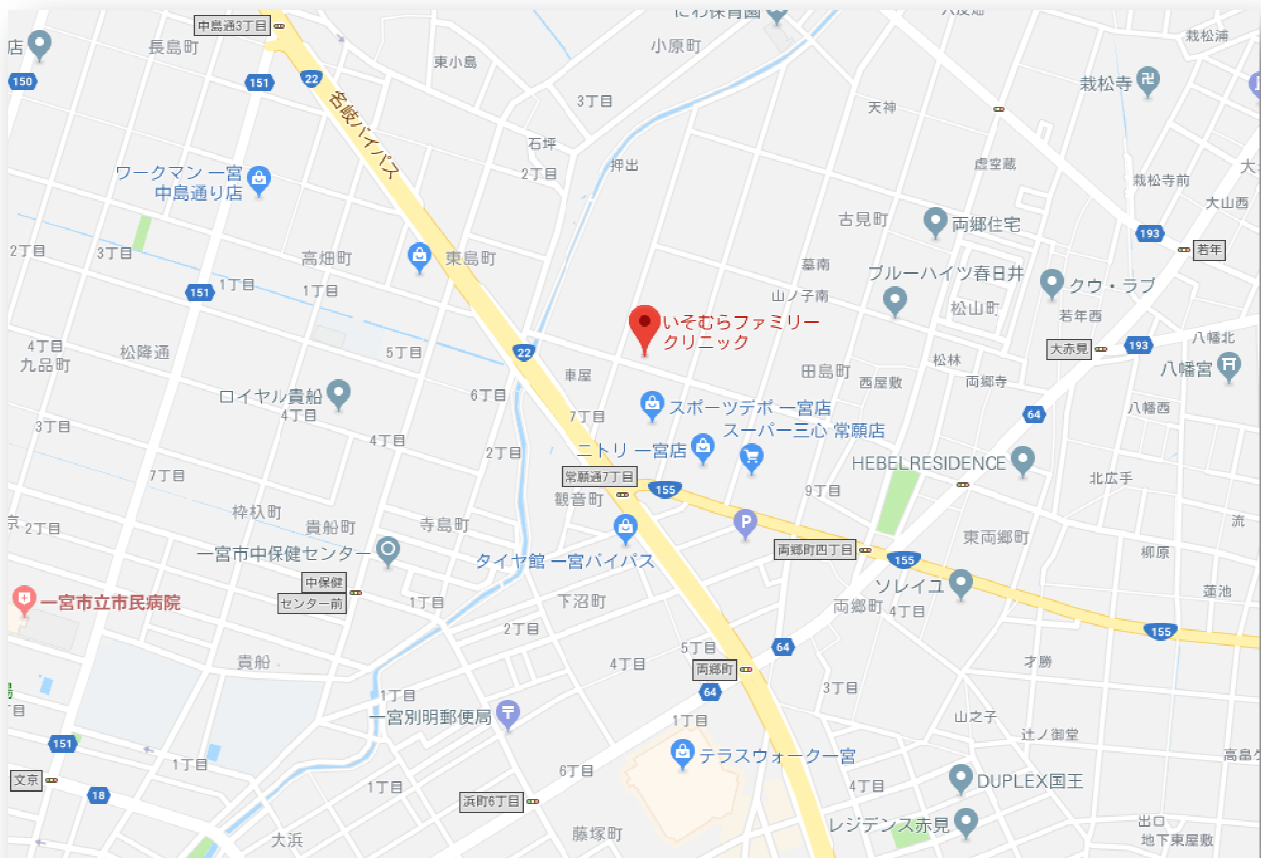 にわ保育園
八反畑
中島通3丁目
店
長島町
小原町
栽松浦
東小島
栽松寺
150
151
22
名岐バイパス
3丁目
天神
石坪
2丁目
押出
虚空蔵
栽松寺前
ワークマン 一宮
中島通り店
大山西
古見町
両郷住宅
193
若年
2丁目
3丁目
高畑町
東島町
墓南
ブルーハイツ春日井
クウ・ラブ
151
1丁目
1丁目
山ノ子南
松山町
若年西
いそむらファミリー
クリニック
八幡北
4丁目
九品町
松降通
5丁目
22
大赤見
193
松林
八幡宮
車屋
田島町
西屋敷
両郷寺
ロイヤル貴船
4丁目
6丁目
スポーツデポ 一宮店
八幡西
7丁目
64
3丁目
4丁目
2丁目
スーパー三心 常願店
ニトリ 一宮店
HEBELRESIDENCE
7丁目
常願通7丁目
北広手
155
9丁目
観音町
枠杁町
貴船町
寺島町
京
2丁目
P
流
東両郷町
一宮市中保健センター
タイヤ館 一宮バイパス
両郷町四丁目
155
柳原
中保健
センター前
ソレイユ
蓮池
一宮市立市民病院
1丁目
下沼町
両郷町
4丁目
2丁目
155
5丁目
64
貴船
4丁目
両郷町
才勝
64
3丁目
1丁目
丁目
一宮別明郵便局
1丁目
山之子
辻ノ御堂
151
1丁目
テラスウォーク一宮
高畠
6丁目
文京
18
1丁目
4丁目
DUPLEX国王
浜町6丁目
レジデンス赤見
出口
大浜
藤塚町
地下東屋敷